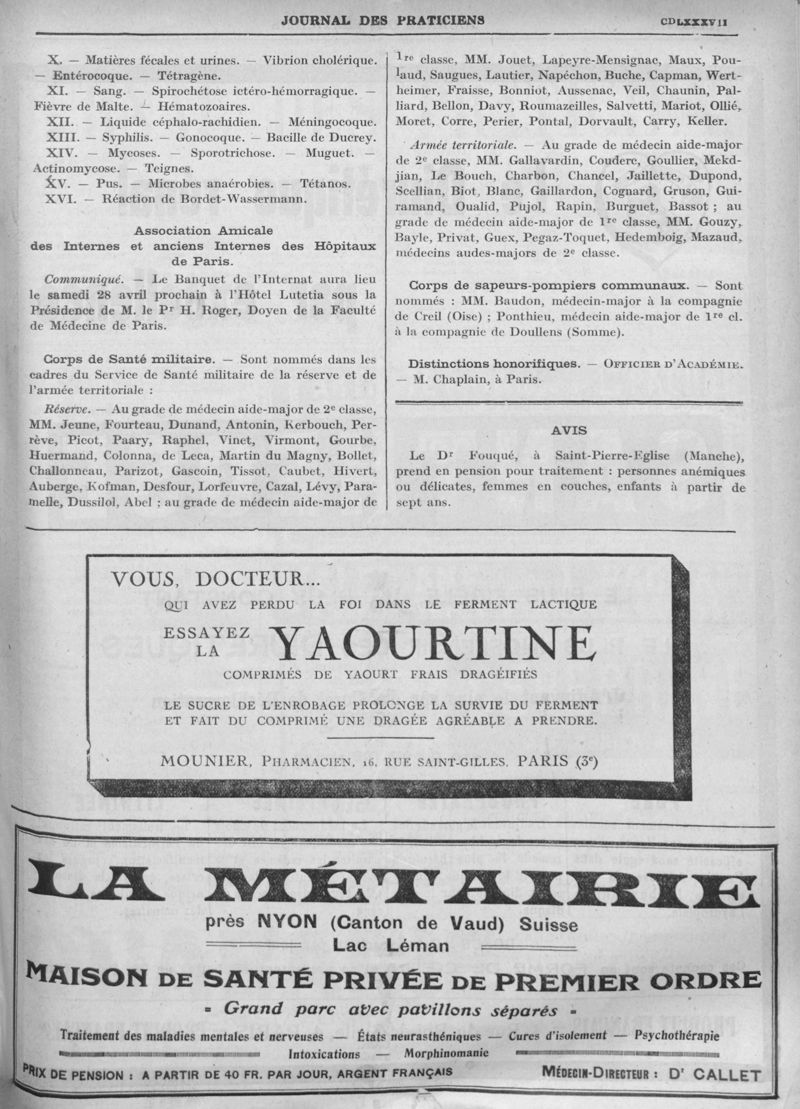 JOURNAL DES PRATICIENS
CDLXXXVII
X. — Matières fécales et urines. — Vibrion cholérique.
— Entérocoque. — Tétragène.
XI. — Sang. — Spirochétose ictéro-hémorragique. —
Fièvre de Malte. — Hématozoaires.
XII. — Liquide céphalo-rachidien. — Méningocoque.
XIII. — Syphilis. — Gonocoque. — Bacille de Ducrey.
XIV. — Mycoses. — Sporotrichose. — Muguet. —
Actinomycose. — Teignes.
XV. — Pus. — Microbes anaérobies. — Tétanos.
XVI. — Réaction de Bordet-Wassermann.
Association Amicale
des Internes et anciens Internes des Hôpitaux
de Paris.
Communiqué. — Le Banquet de l'Internat aura lieu
le samedi 28 avril prochain à l'Hôtel Lutetia sous la
Présidence de M. le Pr H. Roger, Doyen de la Faculté
de Médecine de Paris.
Corps de Santé militaire. — Sont nommés dans les
cadres du Service de Santé militaire de la réserve et de
l'armée territoriale :
Réserve. — Au grade de médecin aide-major de 2e classe,
MM. Jeune, Fourteau, Dunand, Antonin, Kerbouch, Per-
rève, Picot, Paary, Raphel, Vinet, Virmont, Gourbe,
Huermand, Colonna, de Leca, Martin du Magny, Bollet,
Challonneau, Parizot, Gascoin, Tissot, Caubet, Hivert,
Auberge, Kofman, Desfour, Lorfeuvre, Cazal, Lévy, Para-
melle, Dussilol, Abel ; au grade de médecin aide-major de
1re classe, MM. Jouet, Lapeyre-Mensignac, Maux, Pou-
laud, Saugues, Lautier, Napéchon, Buche, Capman, Wert-
heimer, Fraisse, Bonniot, Aussenac, Veil, Chaunin, Pal-
liard, Bellon, Davy, Roumazeilles, Salvetti, Mariot, Ollié,
Moret, Corre, Perier, Pontal, Dorvault, Carry, Keller.
Armée territoriale. — Au grade de médecin aide-major
de 2e classe, MM. Gallavardin, Couderc, Goullier, Mekd-
jian, Le Bouch, Charbon, Chancel, Jaillette, Dupond,
Scellian, Biot, Blanc, Gaillardon, Cognard, Gruson, Gui-
ramand, Oualid, Pujol, Rapin, Burguet, Bassot ; au
grade de médecin aide-major de 1re classe, MM. Gouzy,
Bayle, Privat, Guex, Pegaz-Toquet, Hedemboig, Mazaud,
médecins audes-majors de 2e classe.
Corps de sapeurs-pompiers communaux. — Sont
nommés : MM. Baudon, médecin-major à la compagnie
de Creil (Oise) ; Ponthieu, médecin aide-major de 1re cl.
à la compagnie de Doullens (Somme).
Distinctions honorifiques. — OFFICIER D'ACADÉMIE.
— M. Chaplain, à Paris.
AVIS
Le Dr Fouqué, à Saint-Pierre-Eglise (Manche),
prend en pension pour traitement : personnes anémiques
ou délicates, femmes en couches, enfants à partir de
sept ans.
VOUS, DOCTEUR...
QUI AVEZ PERDU LA FOI DANS LE FERMENT LACTIQUE
ESSAYEZ
LA
YAOURTINE
COMPRIMÉS DE YAOURT FRAIS DRAGÉIFIÉS
LE SUCRE DE L'ENROBAGE PROLONGE LA SURVIE DU FERMENT
ET FAIT DU COMPRIMÉ UNE DRAGÉE AGRÉABLE A PRENDRE.
MOUNIER, PHARMACIEN, 16, RUE SAINT-GILLES, PARIS (3e)
LA MÉTAIRIE
près NYON (Canton de Vaud) Suisse
Lac Léman
MAISON DE SANTÉ PRIVÉE DE PREMIER ORDRE
Grand parc avec pavillons séparés
Traitement des maladies mentales et nerveuses — États neurasthéniques — Cures d'isolement — Psychothérapie
Intoxications — Morphinomanie
PRIX DE PENSION : A PARTIR DE 40 FR. PAR JOUR, ARGENT FRANÇAIS
MÉDECIN-DIRECTEUR : Dr CALLET